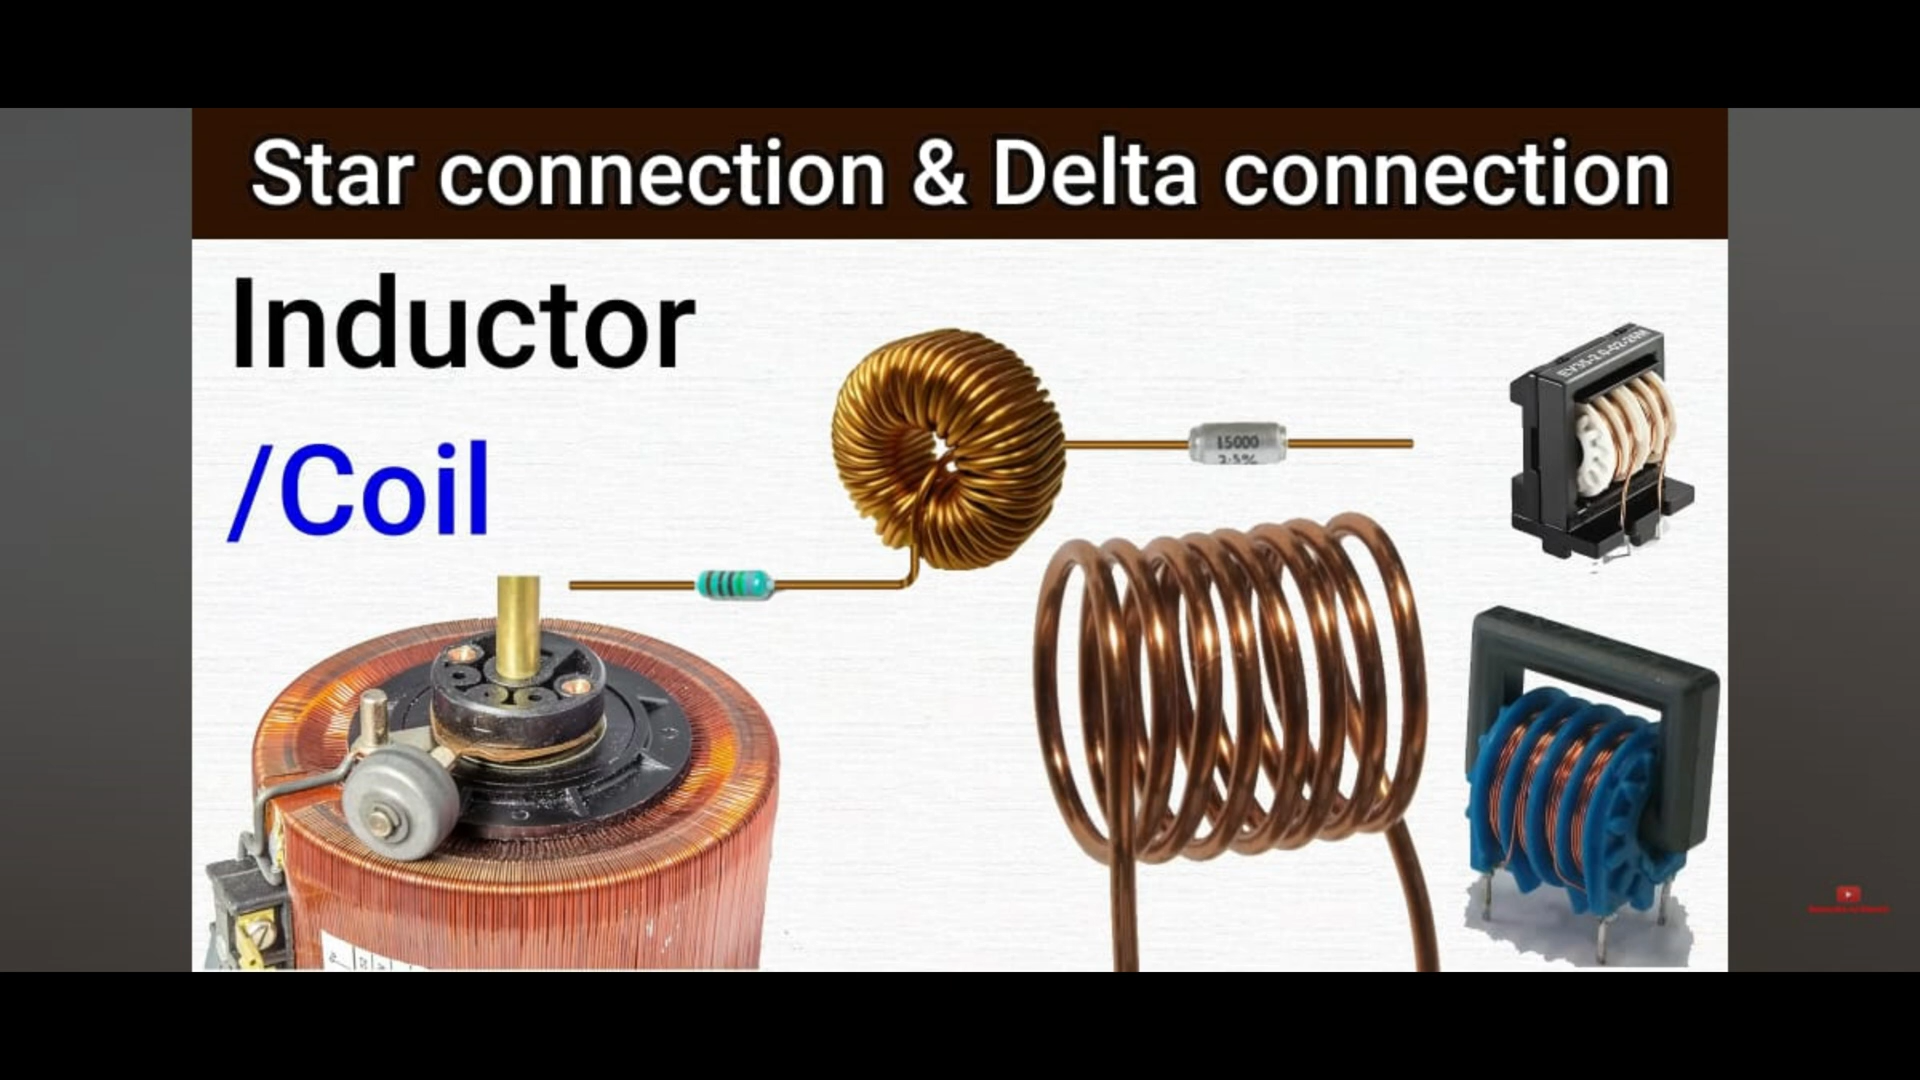 Star connection & Delta connection
Inductor
/Coil
15000